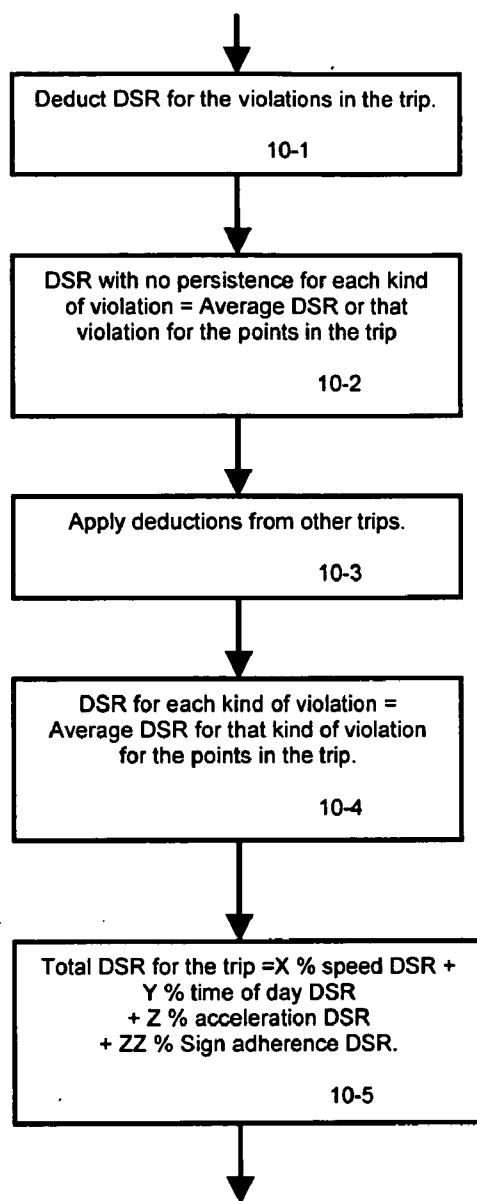 Deduct DSR for the violations in the trip.
10-1
DSR with no persistence for each kind
of violation = Average DSR or that
violation for the points in the trip
10-2
Apply deductions from other trips.
10-3
DSR for each kind of violation =
Average DSR for that kind of violation
for the points in the trip.
10-4
Total DSR for the trip =X % speed DSR +
Y % time of day DSR
+ Z % acceleration DSR
+ ZZ % Sign adherence DSR.
10-5